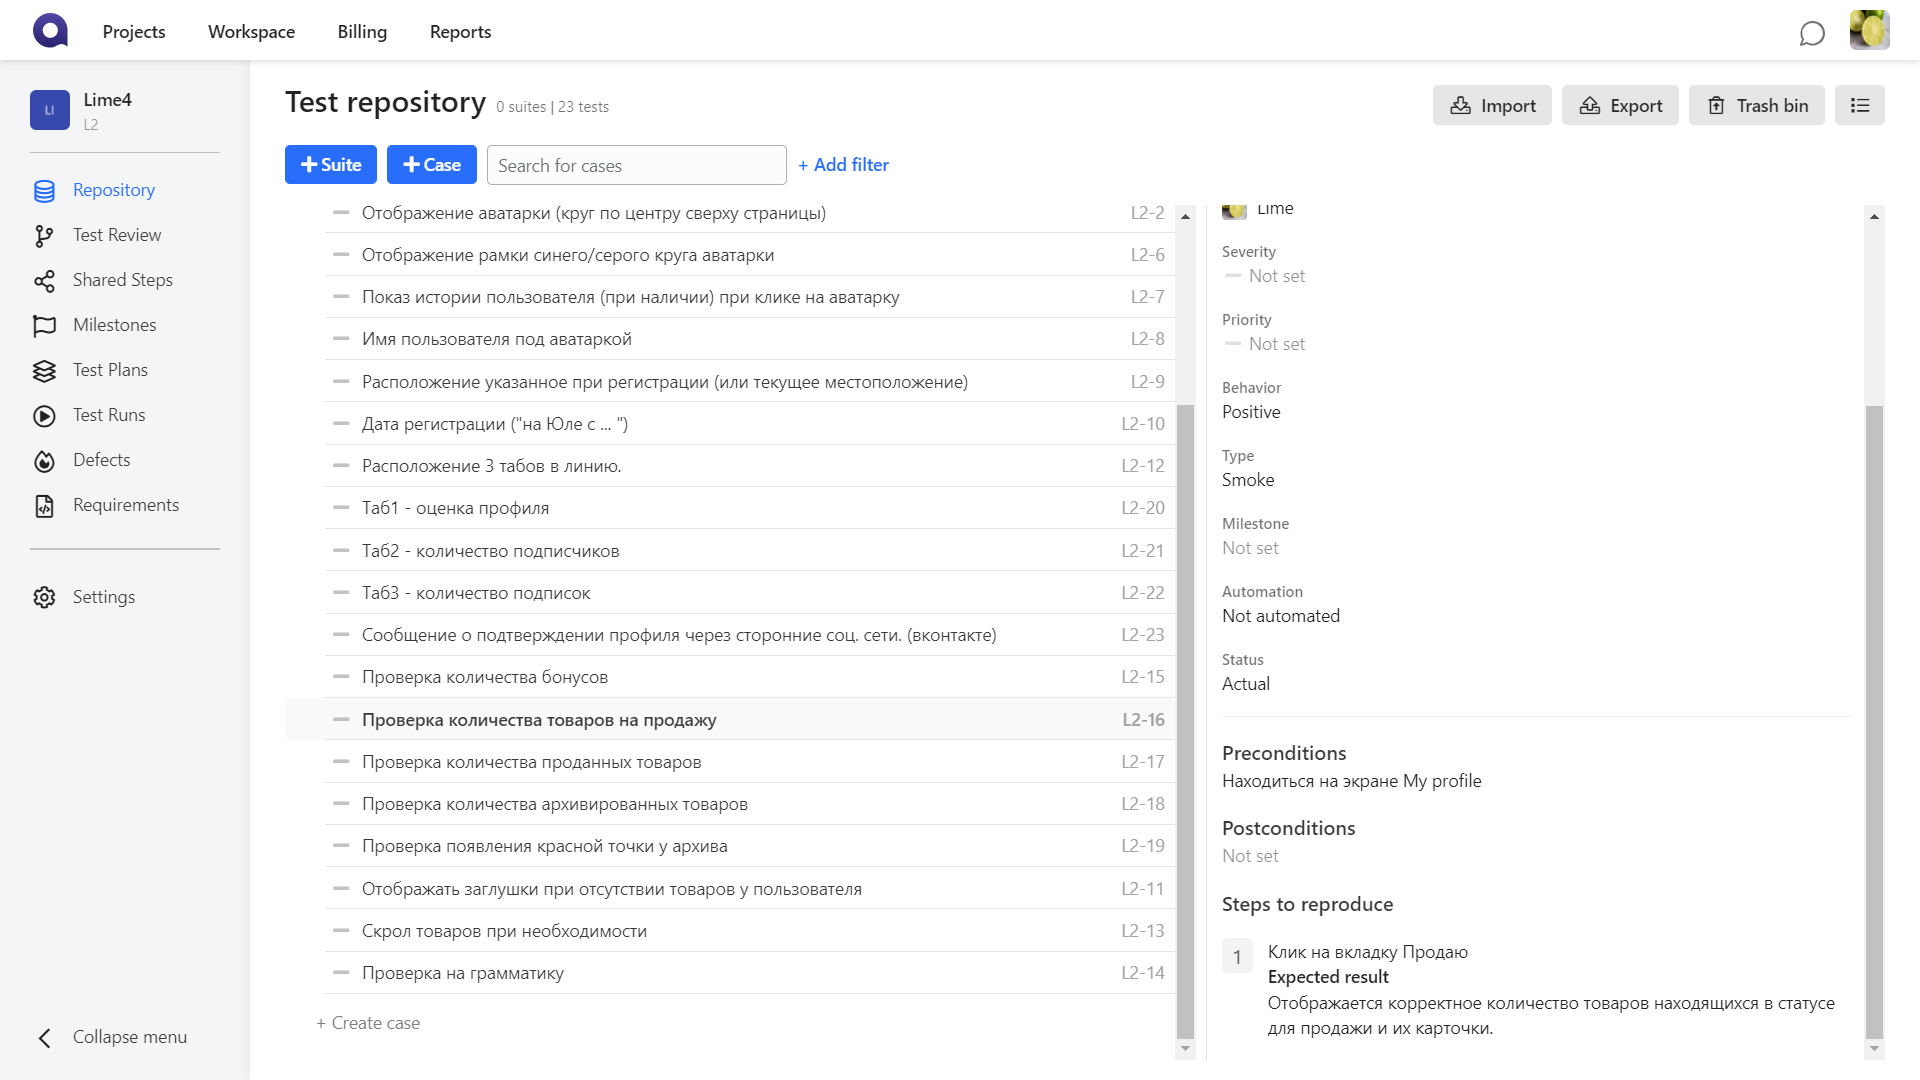 Projects
Workspace
Billing
Reports
LI
Lime4
L2
Repository
Test Review
Shared Steps
Milestones
Test Plans
Test Runs
Defects
Requirements
Settings
Collapse menu
Test repository 0 suites | 23 tests
Import
Export
Trash bin
+ Suite
+ Case
Search for cases
+ Add filter
Отображение аватарки (круг по центру сверху страницы) L2-2
Отображение рамки синего/серого круга аватарки L2-6
Показ истории пользователя (при наличии) при клике на аватарку L2-7
Имя пользователя под аватаркой L2-8
Расположение указанное при регистрации (или текущее местоположение) L2-9
Дата регистрации ("на Юле с ... ") L2-10
Расположение 3 табов в линию. L2-12
Таб1 - оценка профиля L2-20
Таб2 - количество подписчиков L2-21
Таб3 - количество подписок L2-22
Сообщение о подтверждении профиля через сторонние соц. сети. (вконтакте) L2-23
Проверка количества бонусов L2-15
Проверка количества товаров на продажу L2-16
Проверка количества проданных товаров L2-17
Проверка количества архивированных товаров L2-18
Проверка появления красной точки у архива L2-19
Отображать заглушки при отсутствии товаров у пользователя L2-11
Скрол товаров при необходимости L2-13
Проверка на грамматику L2-14
+ Create case
Lime
Severity
Not set
Priority
Not set
Behavior
Positive
Type
Smoke
Milestone
Not set
Automation
Not automated
Status
Actual
Preconditions
Находиться на экране My profile
Postconditions
Not set
Steps to reproduce
1
Клик на вкладку Продаю
Expected result
Отображается корректное количество товаров находящихся в статусе
для продажи и их карточки.